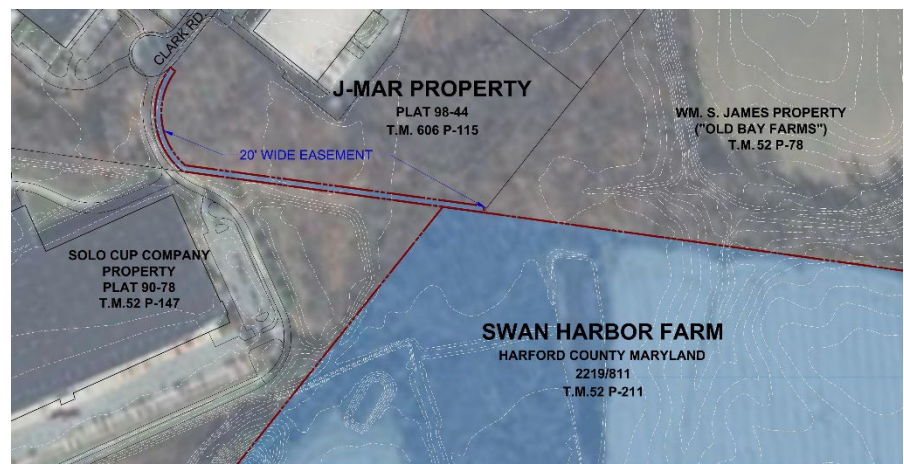 CLARK RD
J-MAR PROPERTY
PLAT 98-44
T.M. 606 P-115
WM. S. JAMES PROPERTY
("OLD BAY FARMS")
T.M. 52 P-78
20' WIDE EASEMENT
SOLO CUP COMPANY
PROPERTY
PLAT 90-78
T.M.52 P-147
SWAN HARBOR FARM
HARFORD COUNTY MARYLAND
2219/811
T.M.52 P-211